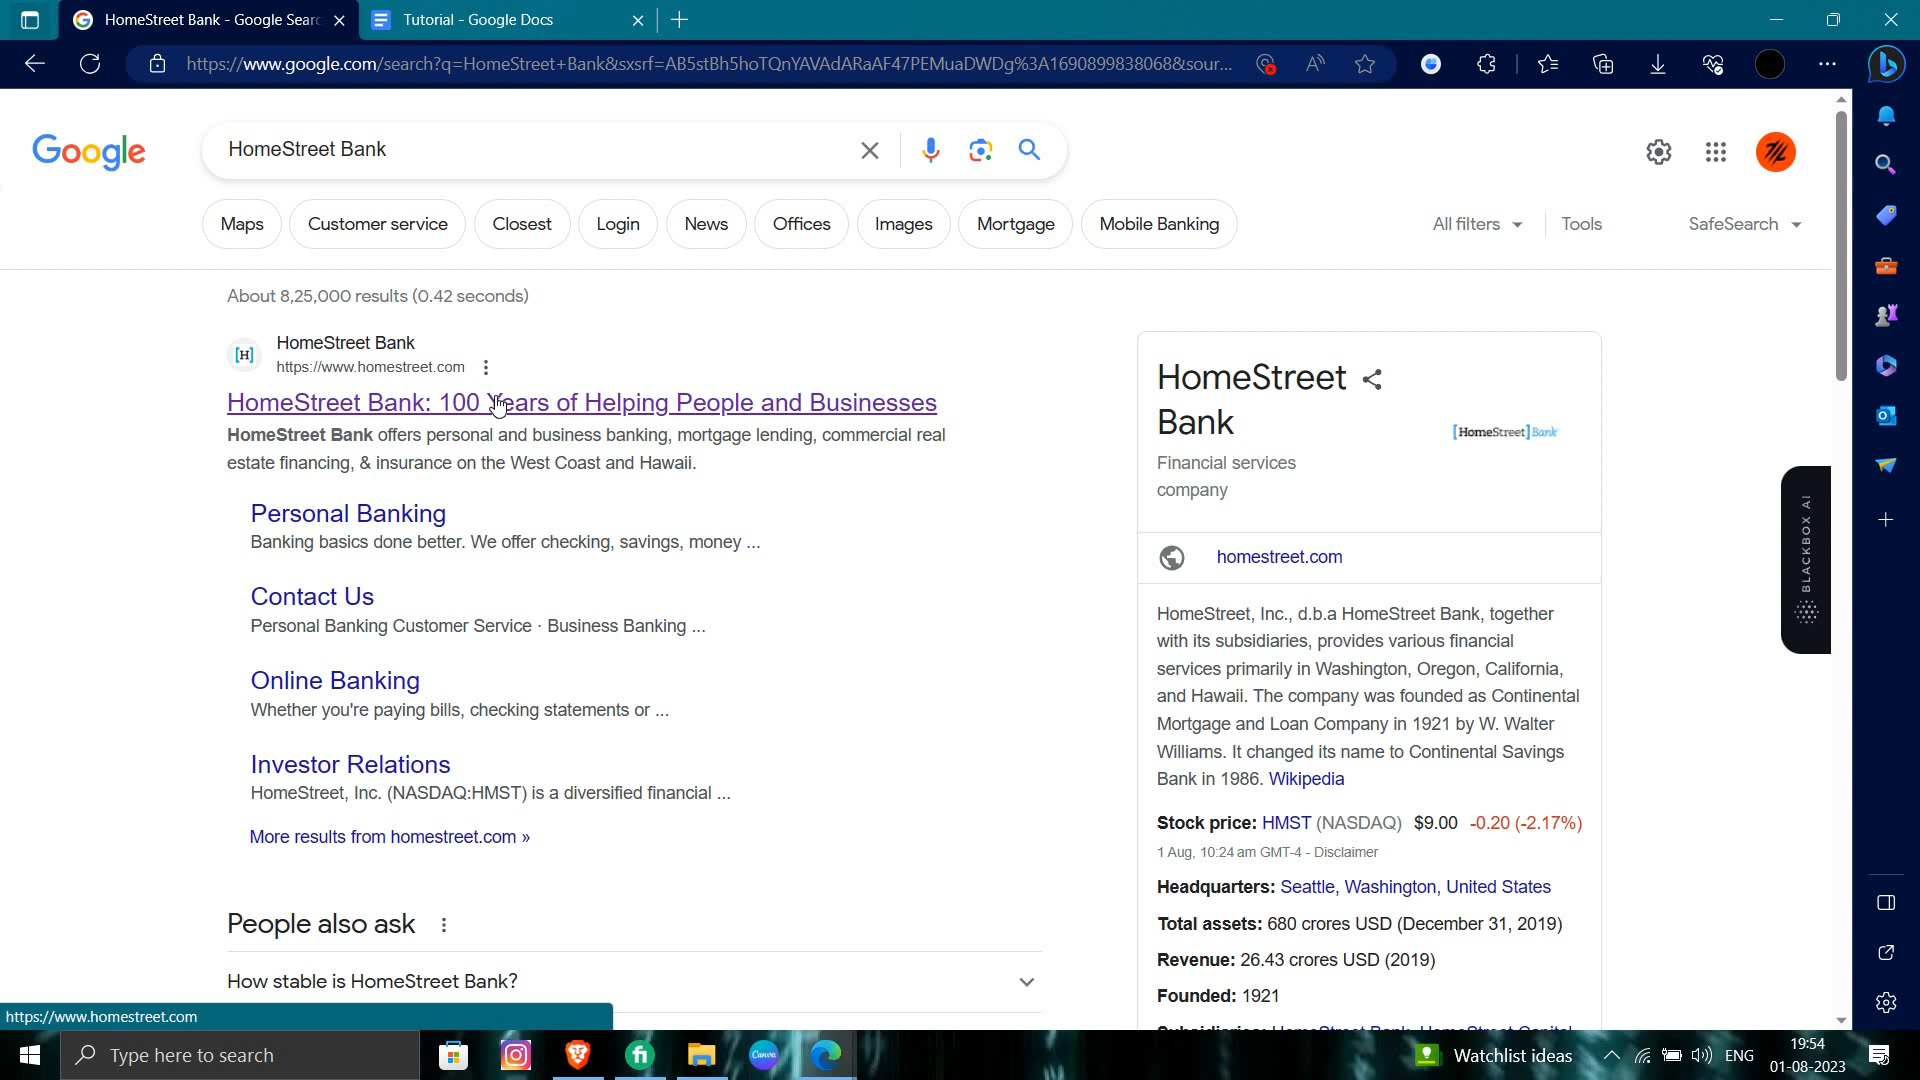 HomeStreet Bank - Google Sear
Tutorial - Google Docs
https://www.google.com/search?q=HomeStreet+Bank&sxsrf=AB5stBh5hoTQnYAVAdARaAF47PEMuaDWDg%3A1690899838068&sour...
Google
HomeStreet Bank
Maps
Customer service
Closest
Login
News
Offices
Images
Mortgage
Mobile Banking
All filters
Tools
SafeSearch
About 8,25,000 results (0.42 seconds)
[H]
HomeStreet Bank
https://www.homestreet.com
HomeStreet Bank: 100 Years of Helping People and Businesses
HomeStreet Bank offers personal and business banking, mortgage lending, commercial real
estate financing, & insurance on the West Coast and Hawaii.
Personal Banking
Banking basics done better. We offer checking, savings, money ...
Contact Us
Personal Banking Customer Service · Business Banking ...
Online Banking
Whether you're paying bills, checking statements or ...
Investor Relations
HomeStreet, Inc. (NASDAQ:HMST) is a diversified financial ...
More results from homestreet.com »
People also ask
How stable is HomeStreet Bank?
HomeStreet
Bank
[HomeStreet]Bank
Financial services
company
homestreet.com
HomeStreet, Inc., d.b.a HomeStreet Bank, together
with its subsidiaries, provides various financial
services primarily in Washington, Oregon, California,
and Hawaii. The company was founded as Continental
Mortgage and Loan Company in 1921 by W. Walter
Williams. It changed its name to Continental Savings
Bank in 1986. Wikipedia
Stock price: HMST (NASDAQ) $9.00 -0.20 (-2.17%)
1 Aug, 10:24 am GMT-4 - Disclaimer
Headquarters: Seattle, Washington, United States
Total assets: 680 crores USD (December 31, 2019)
Revenue: 26.43 crores USD (2019)
Founded: 1921
BLACKBOX AI
https://www.homestreet.com
Type here to search
Canva
Watchlist ideas
ENG
19:54
01-08-2023